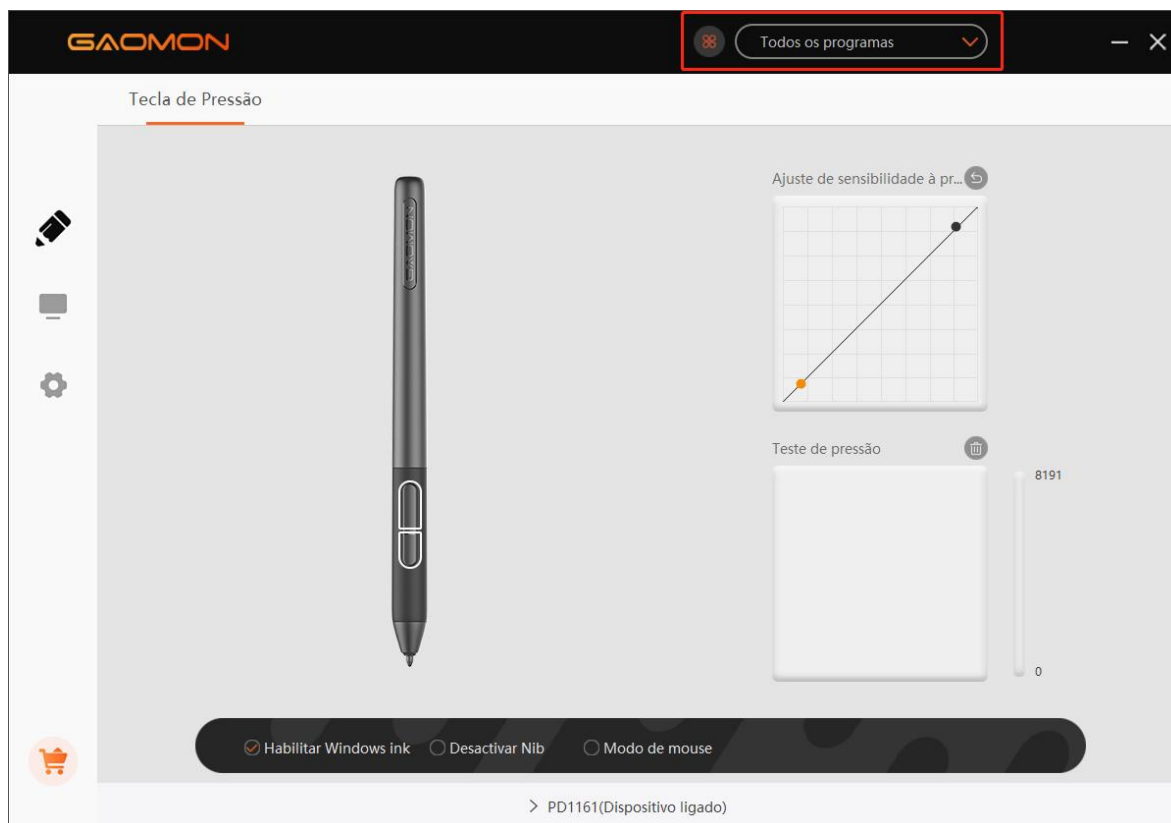 GAOMON
Todos os programas
Tecla de Pressão
GAOMON
Ajuste de sensibilidade à pr...
Teste de pressão
8191
0
Habilitar Windows ink Desactivar Nib Modo de mouse
PD1161(Dispositivo ligado)